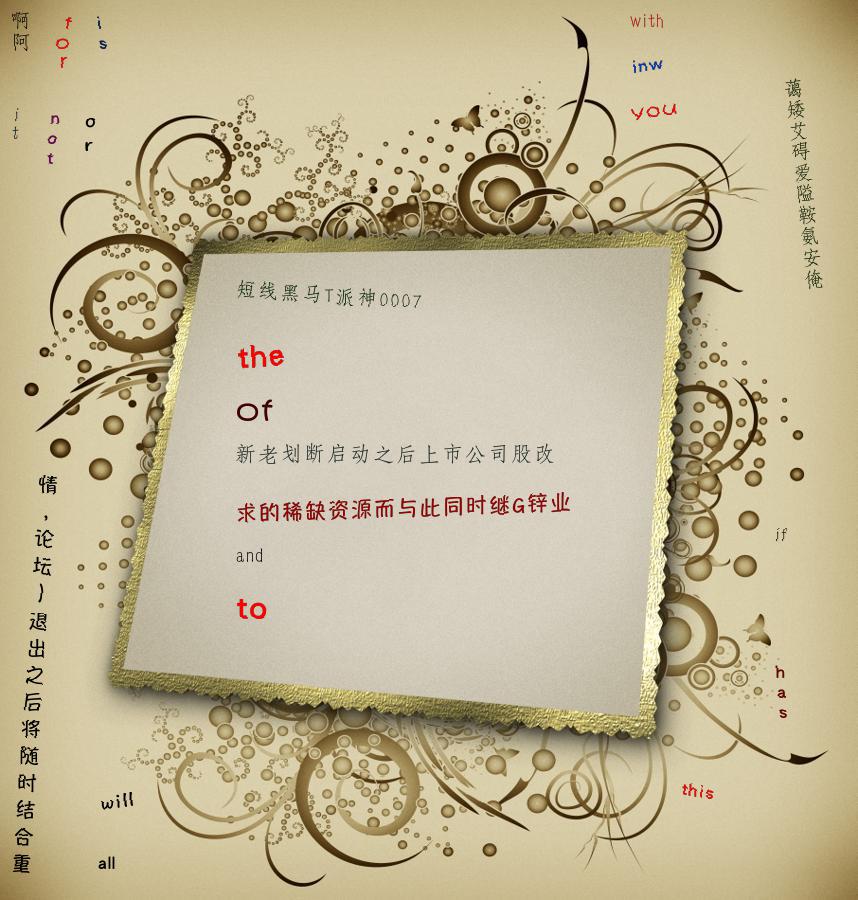 啊阿
for
is
it
not
or
with
inw
you
蔼矮艾碍爱隘鞍氨安俺
短线黑马T派神0007
the
Of
新老划断启动之后上市公司股改
求的稀缺资源而与此同时继G锌业
and
to
情，论坛）退出之后将随时结合重
if
has
this
will
all